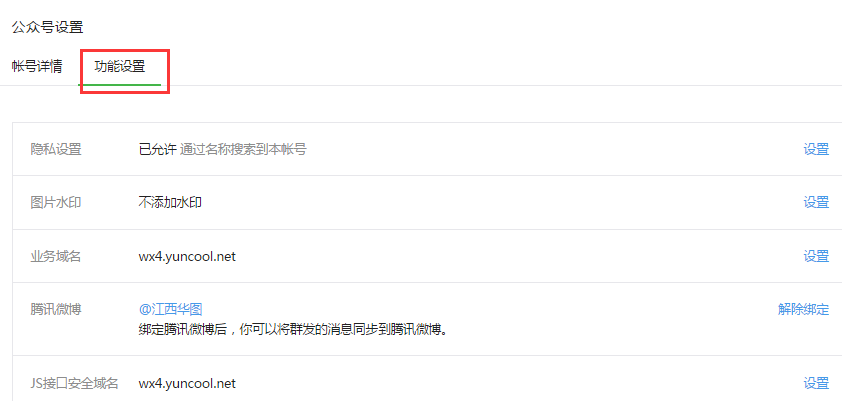 公众号设置
帐号详情 功能设置
隐私设置 已允许 通过名称搜索到本帐号 设置
图片水印 不添加水印 设置
业务域名 wx4.yuncool.net 设置
腾讯微博 @江西华图 解除绑定
绑定腾讯微博后，你可以将群发的消息同步到腾讯微博。
JS接口安全域名 wx4.yuncool.net 设置